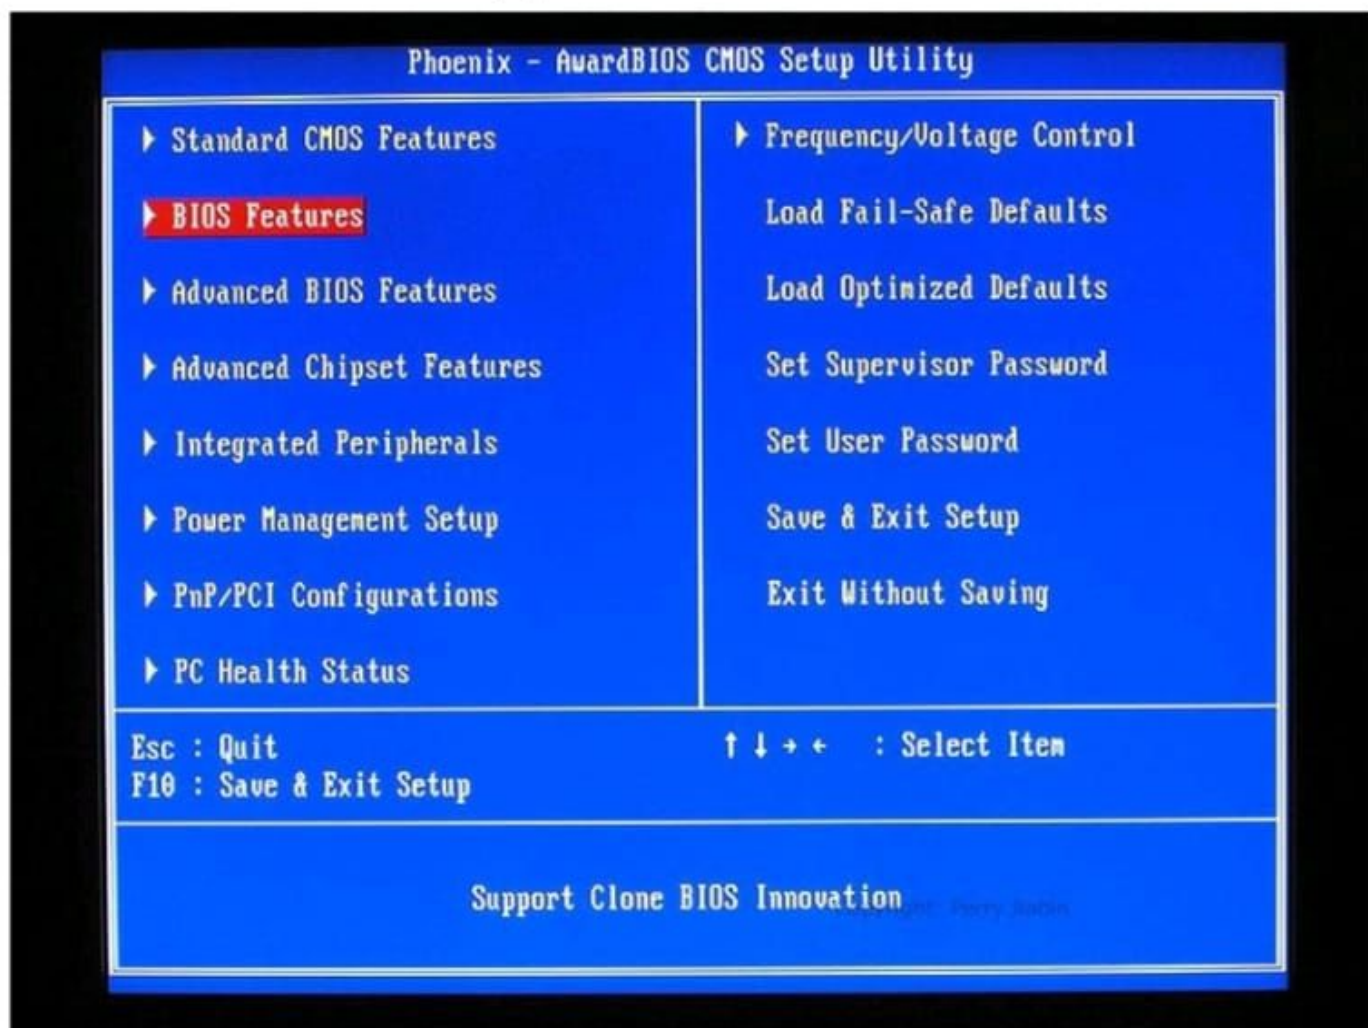 Phoenix - AwardBIOS CMOS Setup Utility
Standard CMOS Features
BIOS Features
Advanced BIOS Features
Advanced Chipset Features
Integrated Peripherals
Power Management Setup
PnP/PCI Configurations
PC Health Status
Frequency/Voltage Control
Load Fail-Safe Defaults
Load Optimized Defaults
Set Supervisor Password
Set User Password
Save & Exit Setup
Exit Without Saving
Esc : Quit
F10 : Save & Exit Setup
↑ ↓ → ← : Select Item
Support Clone BIOS Innovation